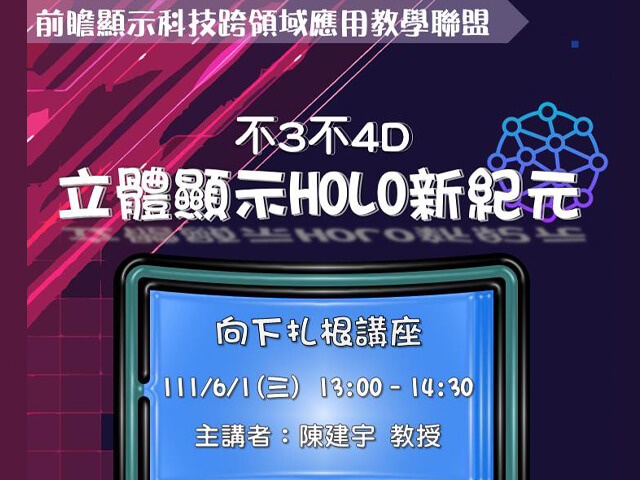 前瞻顯示科技跨領域應用教學聯盟
不3不4D
立體顯示HOLO新紀元
向下扎根講座
111/6/1(三) 13:00 - 14:30
主講者：陳建宇 教授